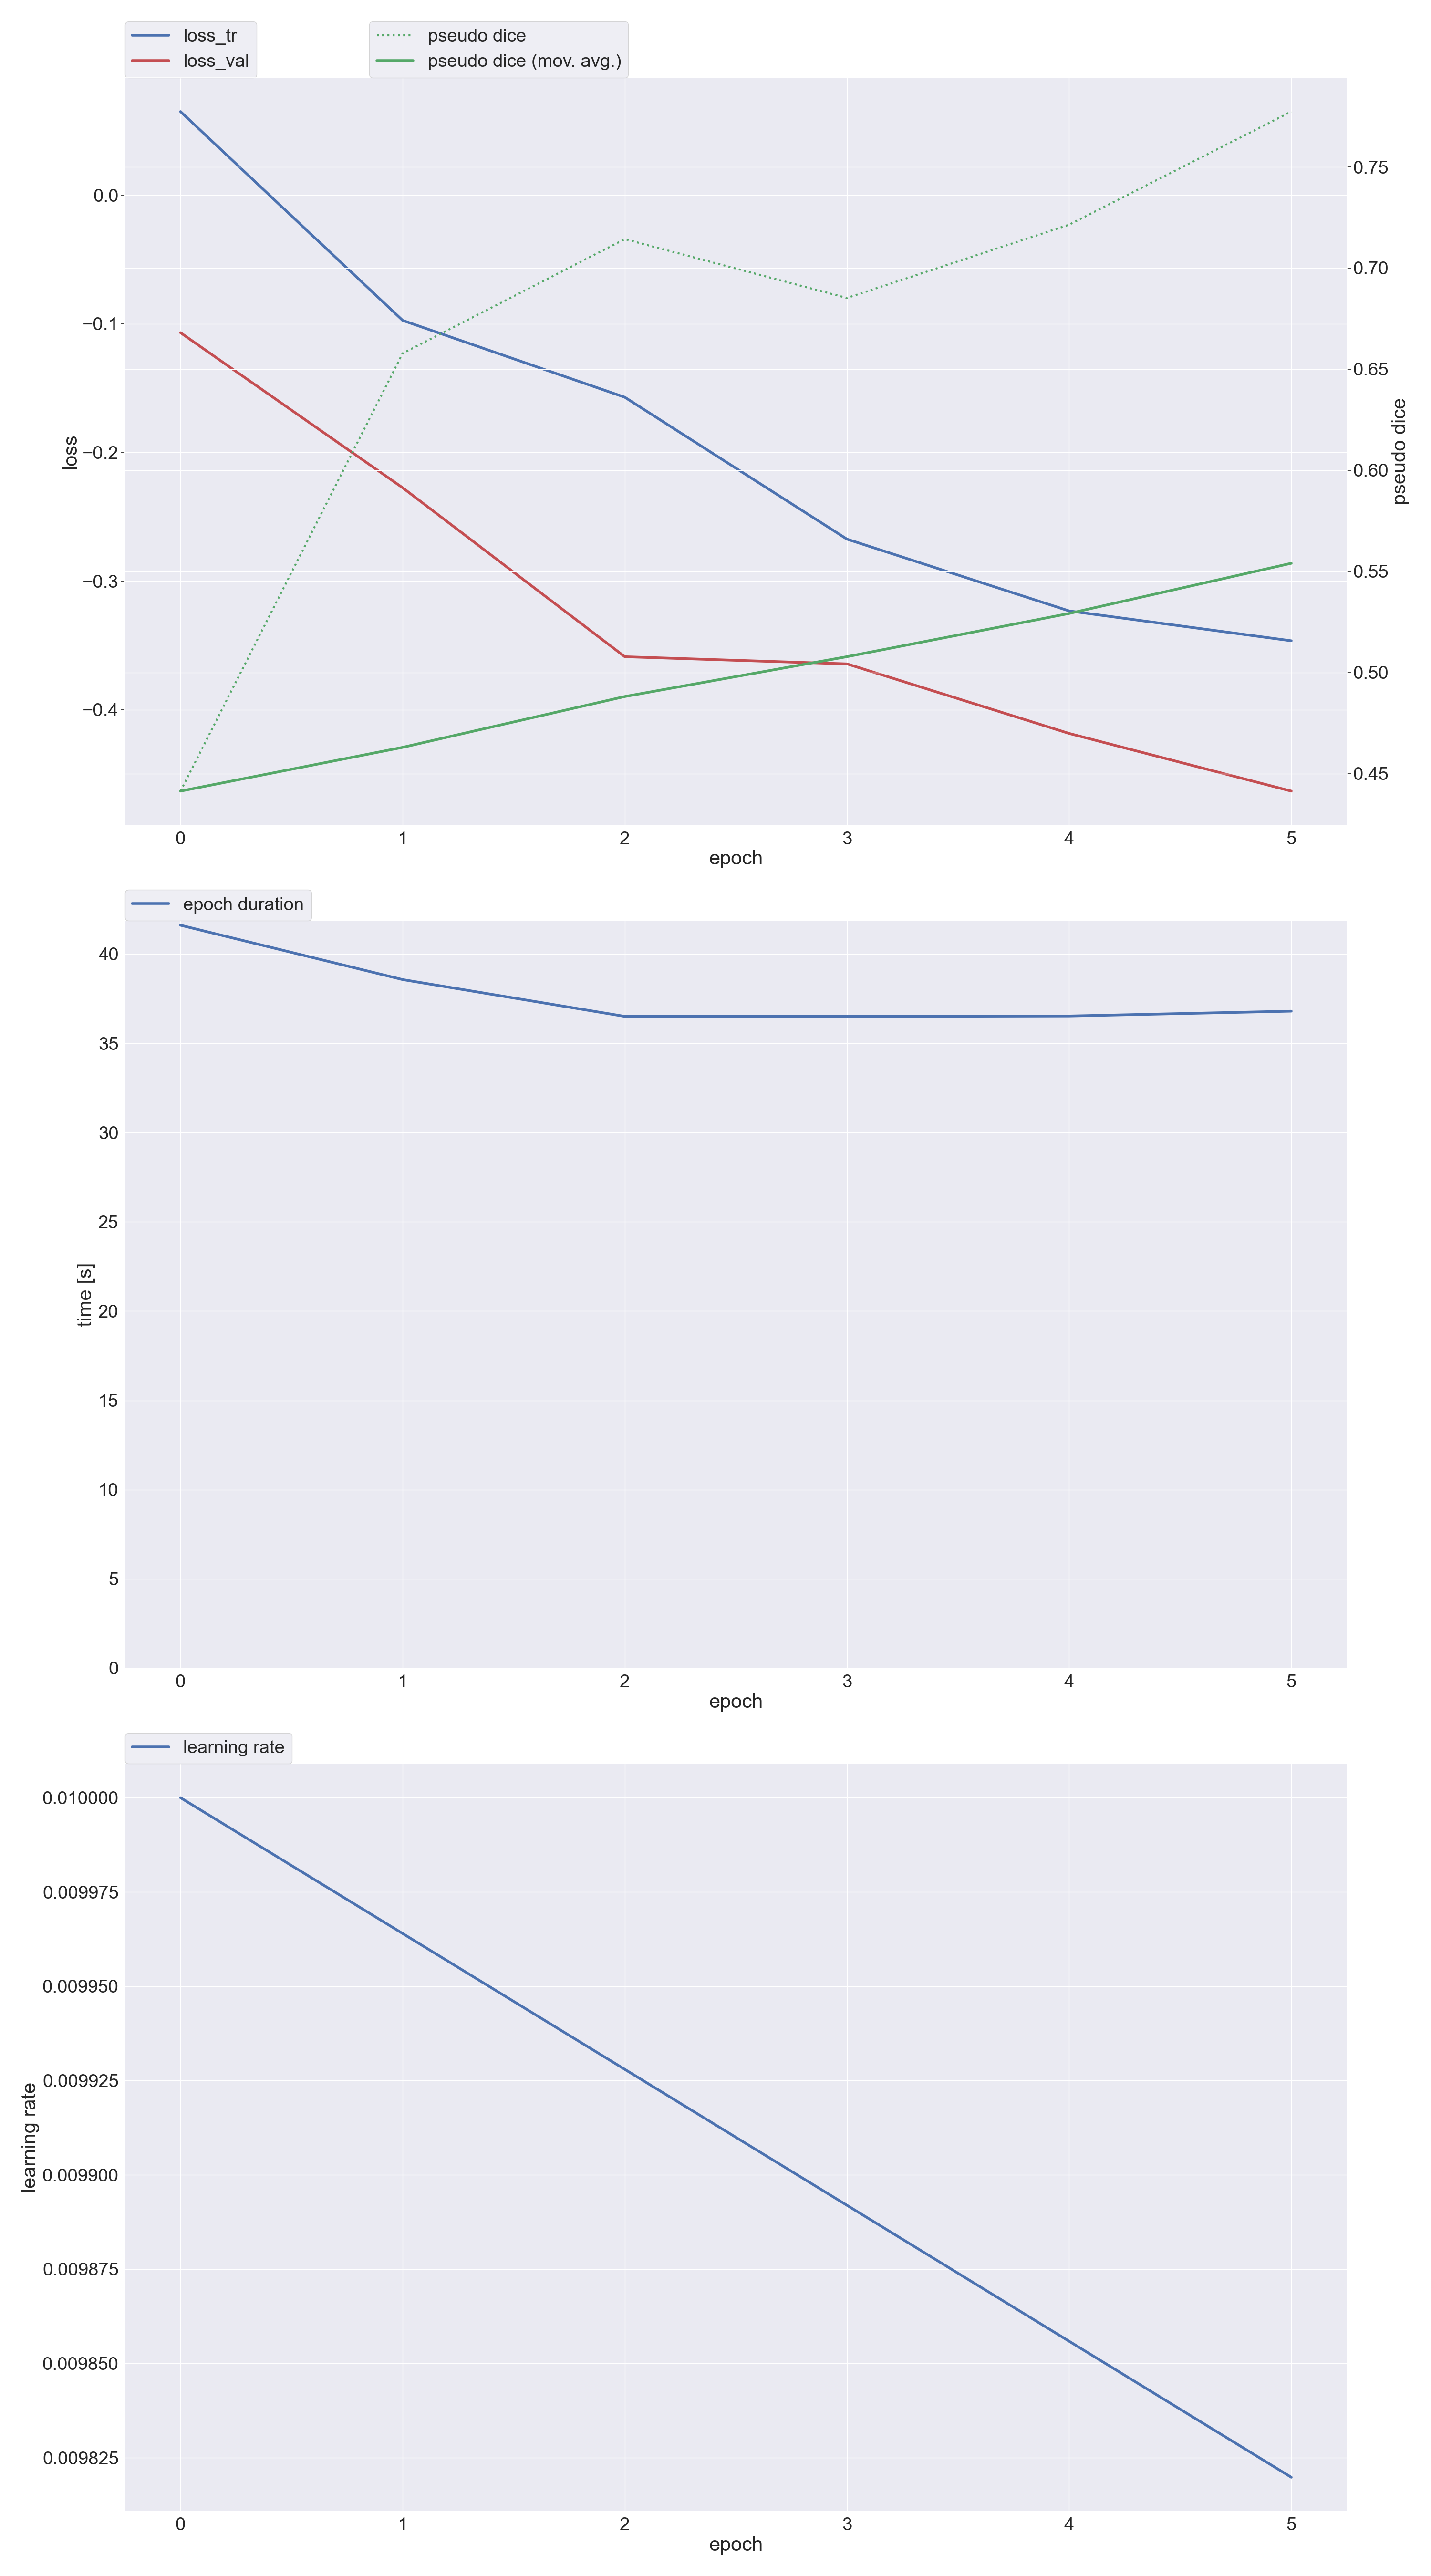 loss_tr
loss_val
pseudo dice
pseudo dice (mov. avg.)
0.0
−0.1
−0.2
−0.3
−0.4
loss
0.75
0.70
0.65
0.60
0.55
0.50
0.45
pseudo dice
0 1 2 3 4 5
epoch
epoch duration
40
35
30
25
20
15
10
5
0
time [s]
0 1 2 3 4 5
epoch
learning rate
0.010000
0.009975
0.009950
0.009925
0.009900
0.009875
0.009850
0.009825
learning rate
0 1 2 3 4 5
epoch